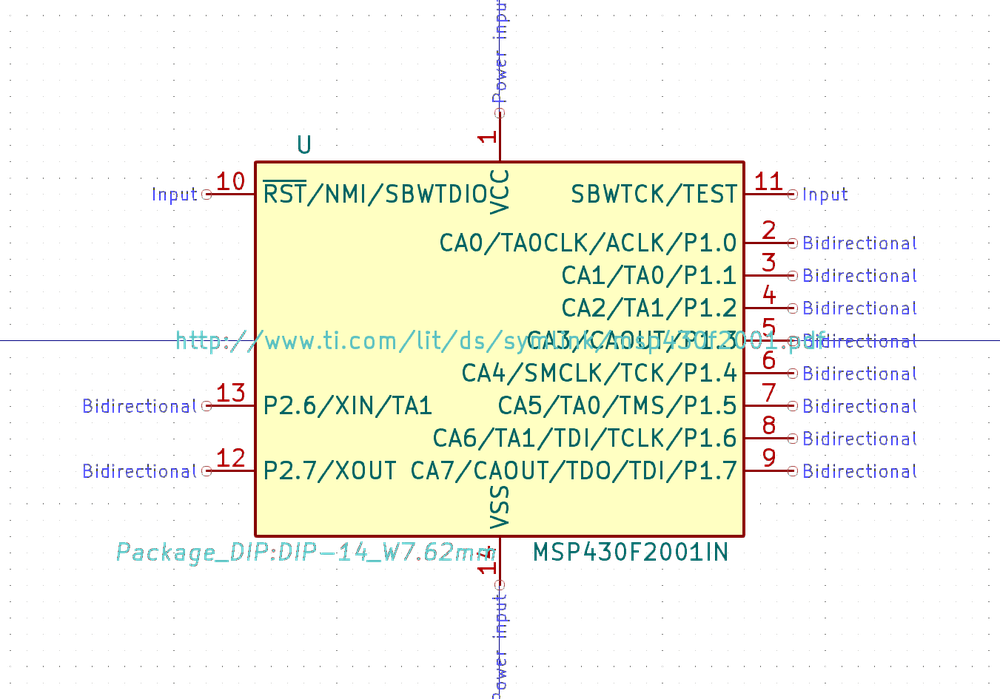 Power input
1
U
VCC
Input 10 RST/NMI/SBWTDIO SBWTCK/TEST 11 Input
CA0/TA0CLK/ACLK/P1.0 2 Bidirectional
CA1/TA0/P1.1 3 Bidirectional
CA2/TA1/P1.2 4 Bidirectional
CA3/CAOUT/P1.3 5 Bidirectional
http://www.ti.com/lit/ds/symlink/msp430f2001.pdf
CA4/SMCLK/TCK/P1.4 6 Bidirectional
Bidirectional 13 P2.6/XIN/TA1 CA5/TA0/TMS/P1.5 7 Bidirectional
CA6/TA1/TDI/TCLK/P1.6 8 Bidirectional
Bidirectional 12 P2.7/XOUT CA7/CAOUT/TDO/TDI/P1.7 9 Bidirectional
VSS
Package_DIP:DIP-14_W7.62mm MSP430F2001IN
14
Power input